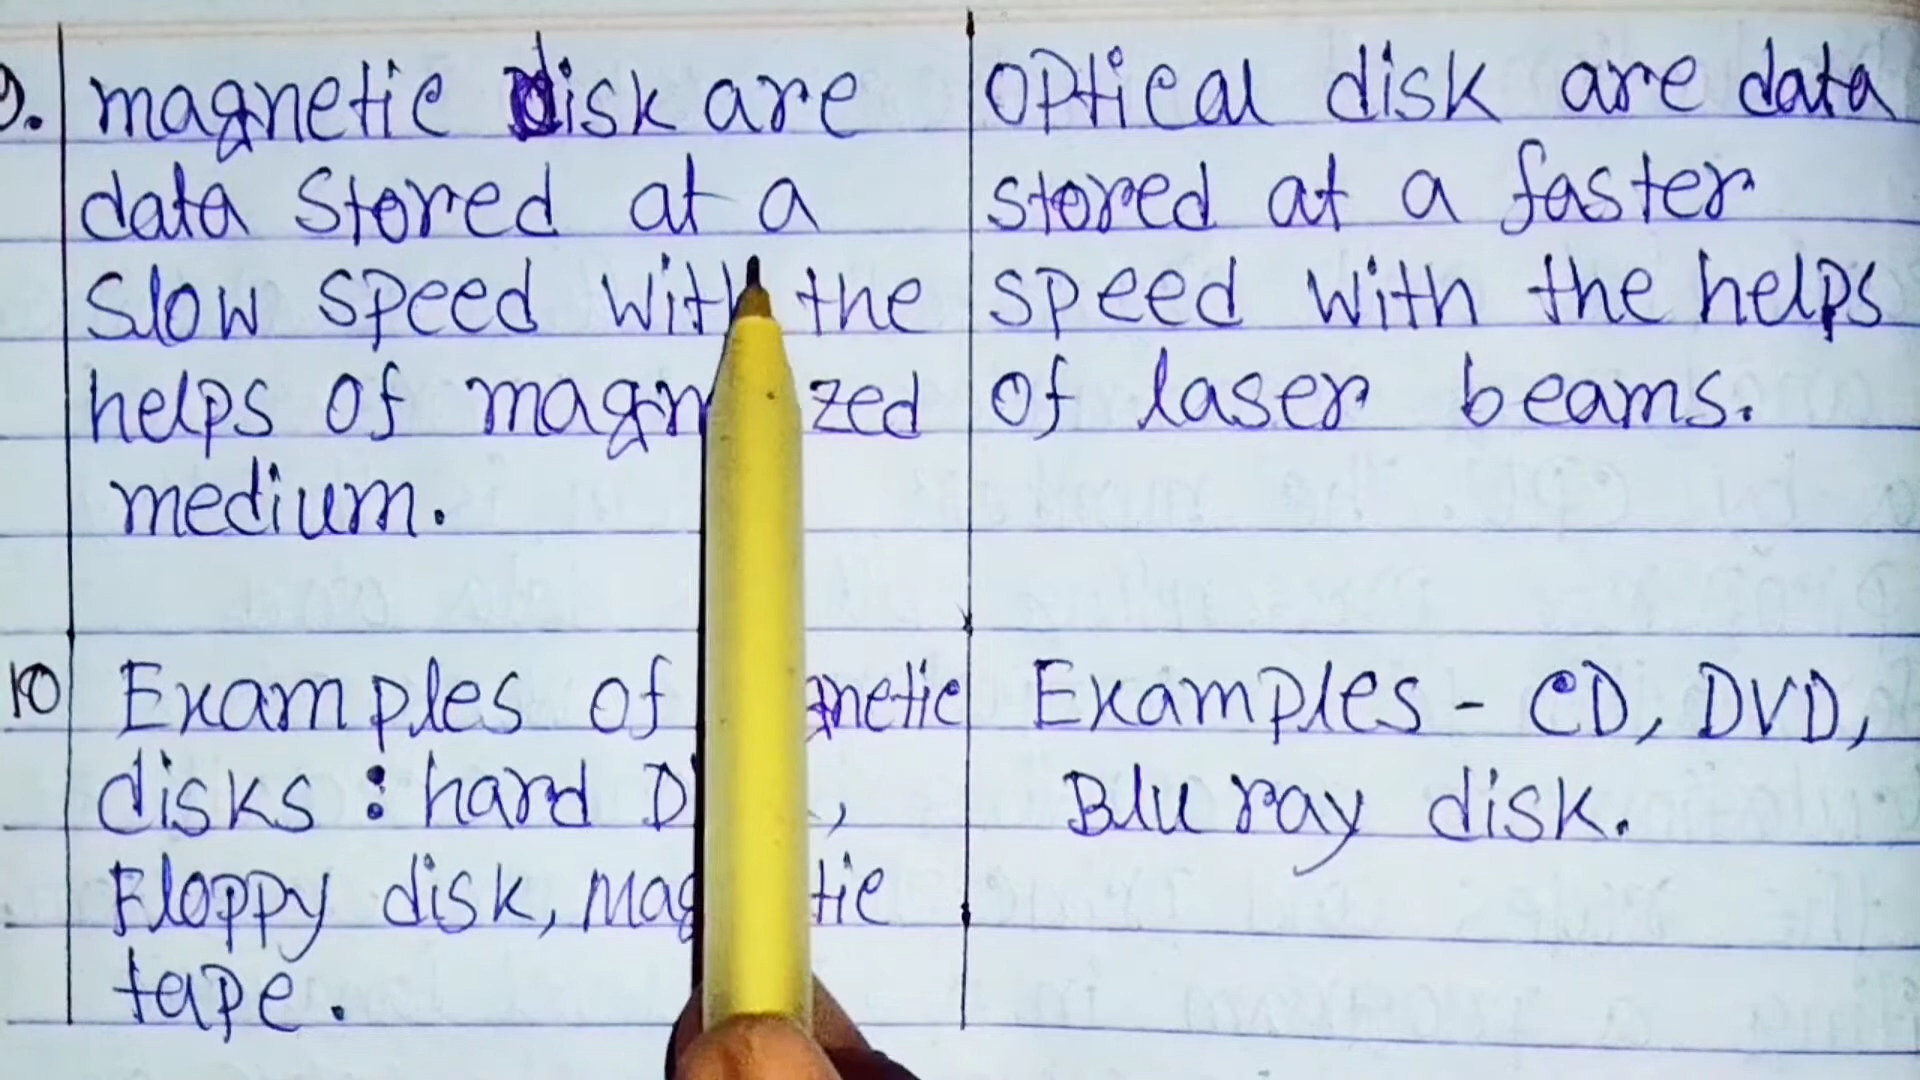 9. magnetic disk are
data stored at a
slow speed with the
helps of
medium.
Optical disk are data
stored at a faster
speed with the helps
of laser beams.
10 Examples of
disks : hard
Floppy disk,
tape.
Examples - CD, DVD,
Blu ray disk.